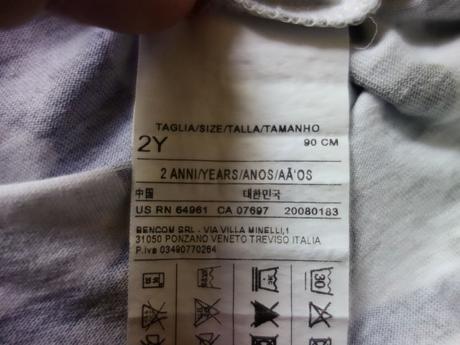 TAGLIA/SIZE/TALLA/TAMANHO
2Y 90 CM
2 ANNI/YEARS/ANOS/AÃ'OS
中国 대한민국
US RN 64961 CA 07697 20080183
BENCOM SRL - VIA VILLA MINELLI,1
31050 PONZANO VENETO TREVISO ITALIA
P.Iva 03490770264
30